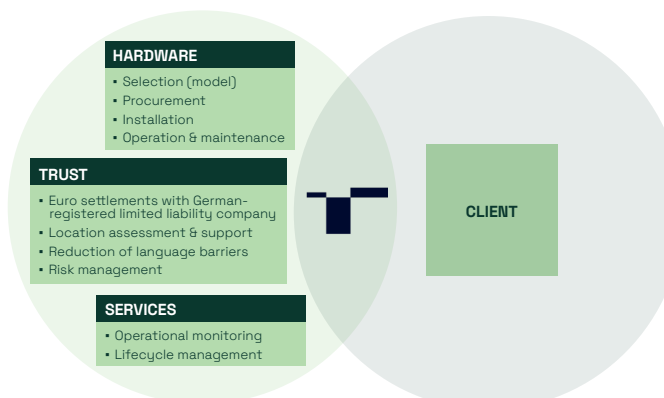 HARDWARE
▪ Selection (model)
▪ Procurement
▪ Installation
▪ Operation & maintenance
TRUST
▪ Euro settlements with German-
registered limited liability company
▪ Location assessment & support
▪ Reduction of language barriers
▪ Risk management
SERVICES
▪ Operational monitoring
▪ Lifecycle management
CLIENT